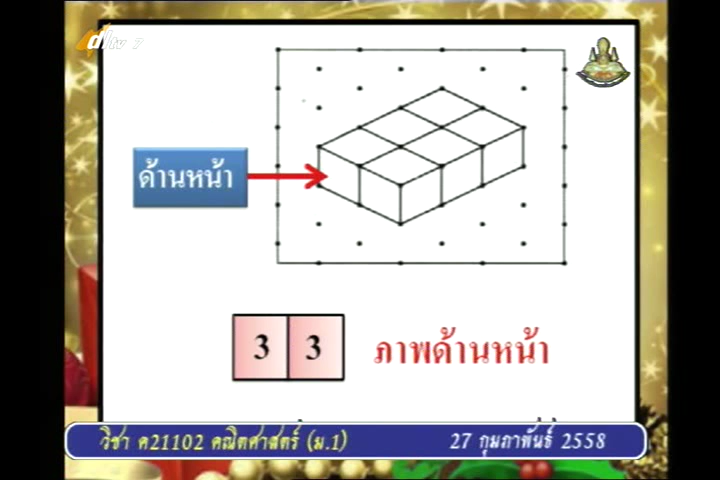 dltv 7
ด้านหน้า
3 3 ภาพด้านหน้า
วิชา ค21102 คณิตศาสตร์ (ม.1) 27 กุมภาพันธ์ 2558